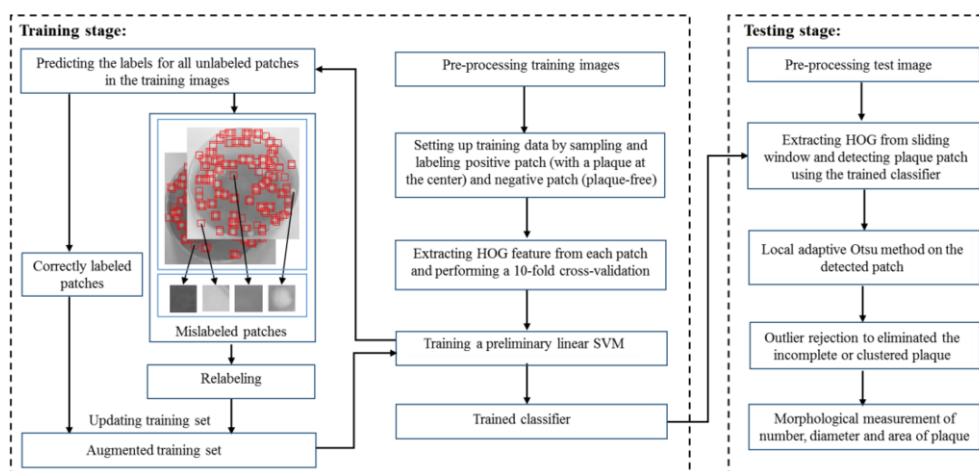 Training stage:
Predicting the labels for all unlabeled patches
in the training images
Correctly labeled
patches
Mislabeled patches
Relabeling
Updating training set
Augmented training set
Pre-processing training images
Setting up training data by sampling and
labeling positive patch (with a plaque at
the center) and negative patch (plaque-free)
Extracting HOG feature from each patch
and performing a 10-fold cross-validation
Training a preliminary linear SVM
Trained classifier
Testing stage:
Pre-processing test image
Extracting HOG from sliding
window and detecting plaque patch
using the trained classifier
Local adaptive Otsu method on the
detected patch
Outlier rejection to eliminated the
incomplete or clustered plaque
Morphological measurement of
number, diameter and area of plaque